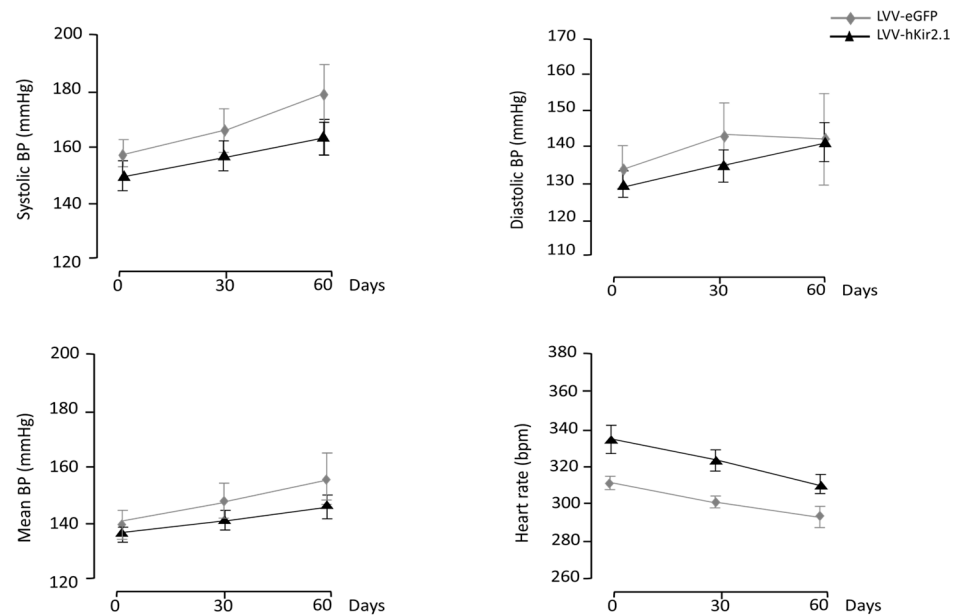 LVV-eGFP
LVV-hKir2.1
Systolic BP (mmHg)
200
180
160
140
120
0 30 60 Days
Diastolic BP (mmHg)
170
160
150
140
130
120
110
0 30 60 Days
Mean BP (mmHg)
200
180
160
140
120
0 30 60 Days
Heart rate (bpm)
380
360
340
320
300
280
260
0 30 60 Days